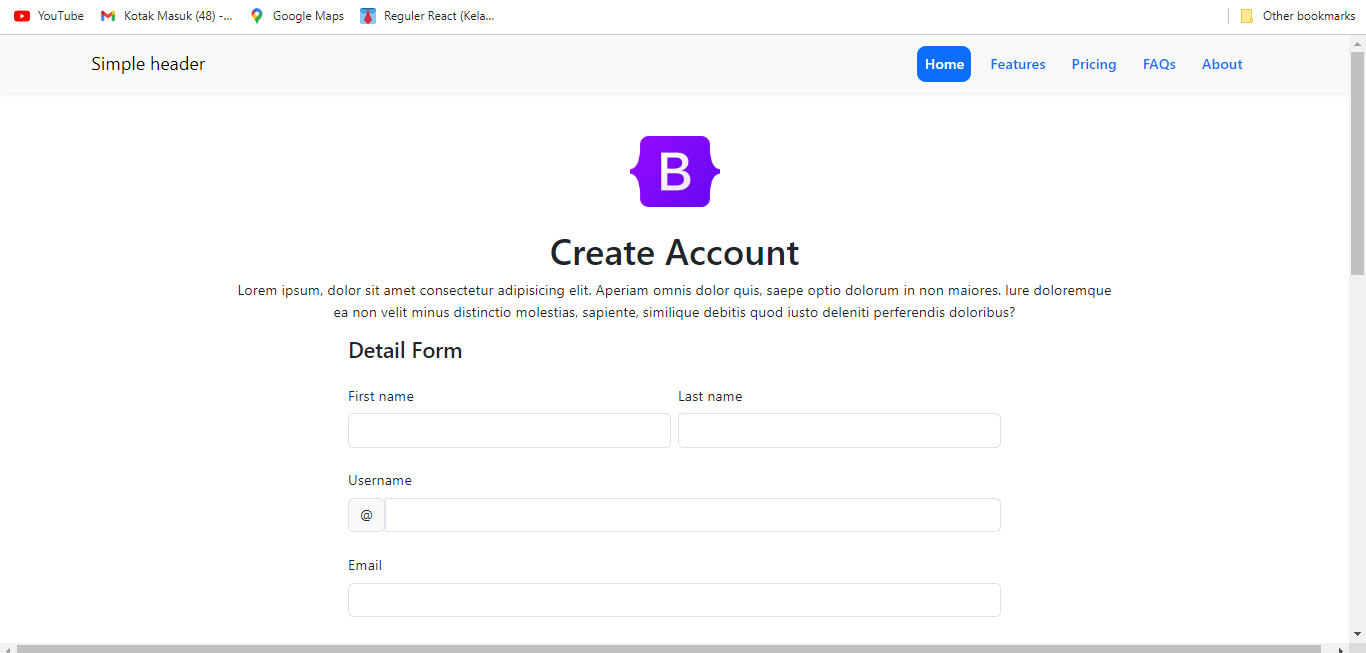 YouTube Kotak Masuk (48) -... Google Maps Reguler React (Kela... Other bookmarks
Simple header Home Features Pricing FAQs About
B
Create Account
Lorem ipsum, dolor sit amet consectetur adipisicing elit. Aperiam omnis dolor quis, saepe optio dolorum in non maiores. Iure doloremque
ea non velit minus distinctio molestias, sapiente, similique debitis quod iusto deleniti perferendis doloribus?
Detail Form
First name Last name
Username
@
Email